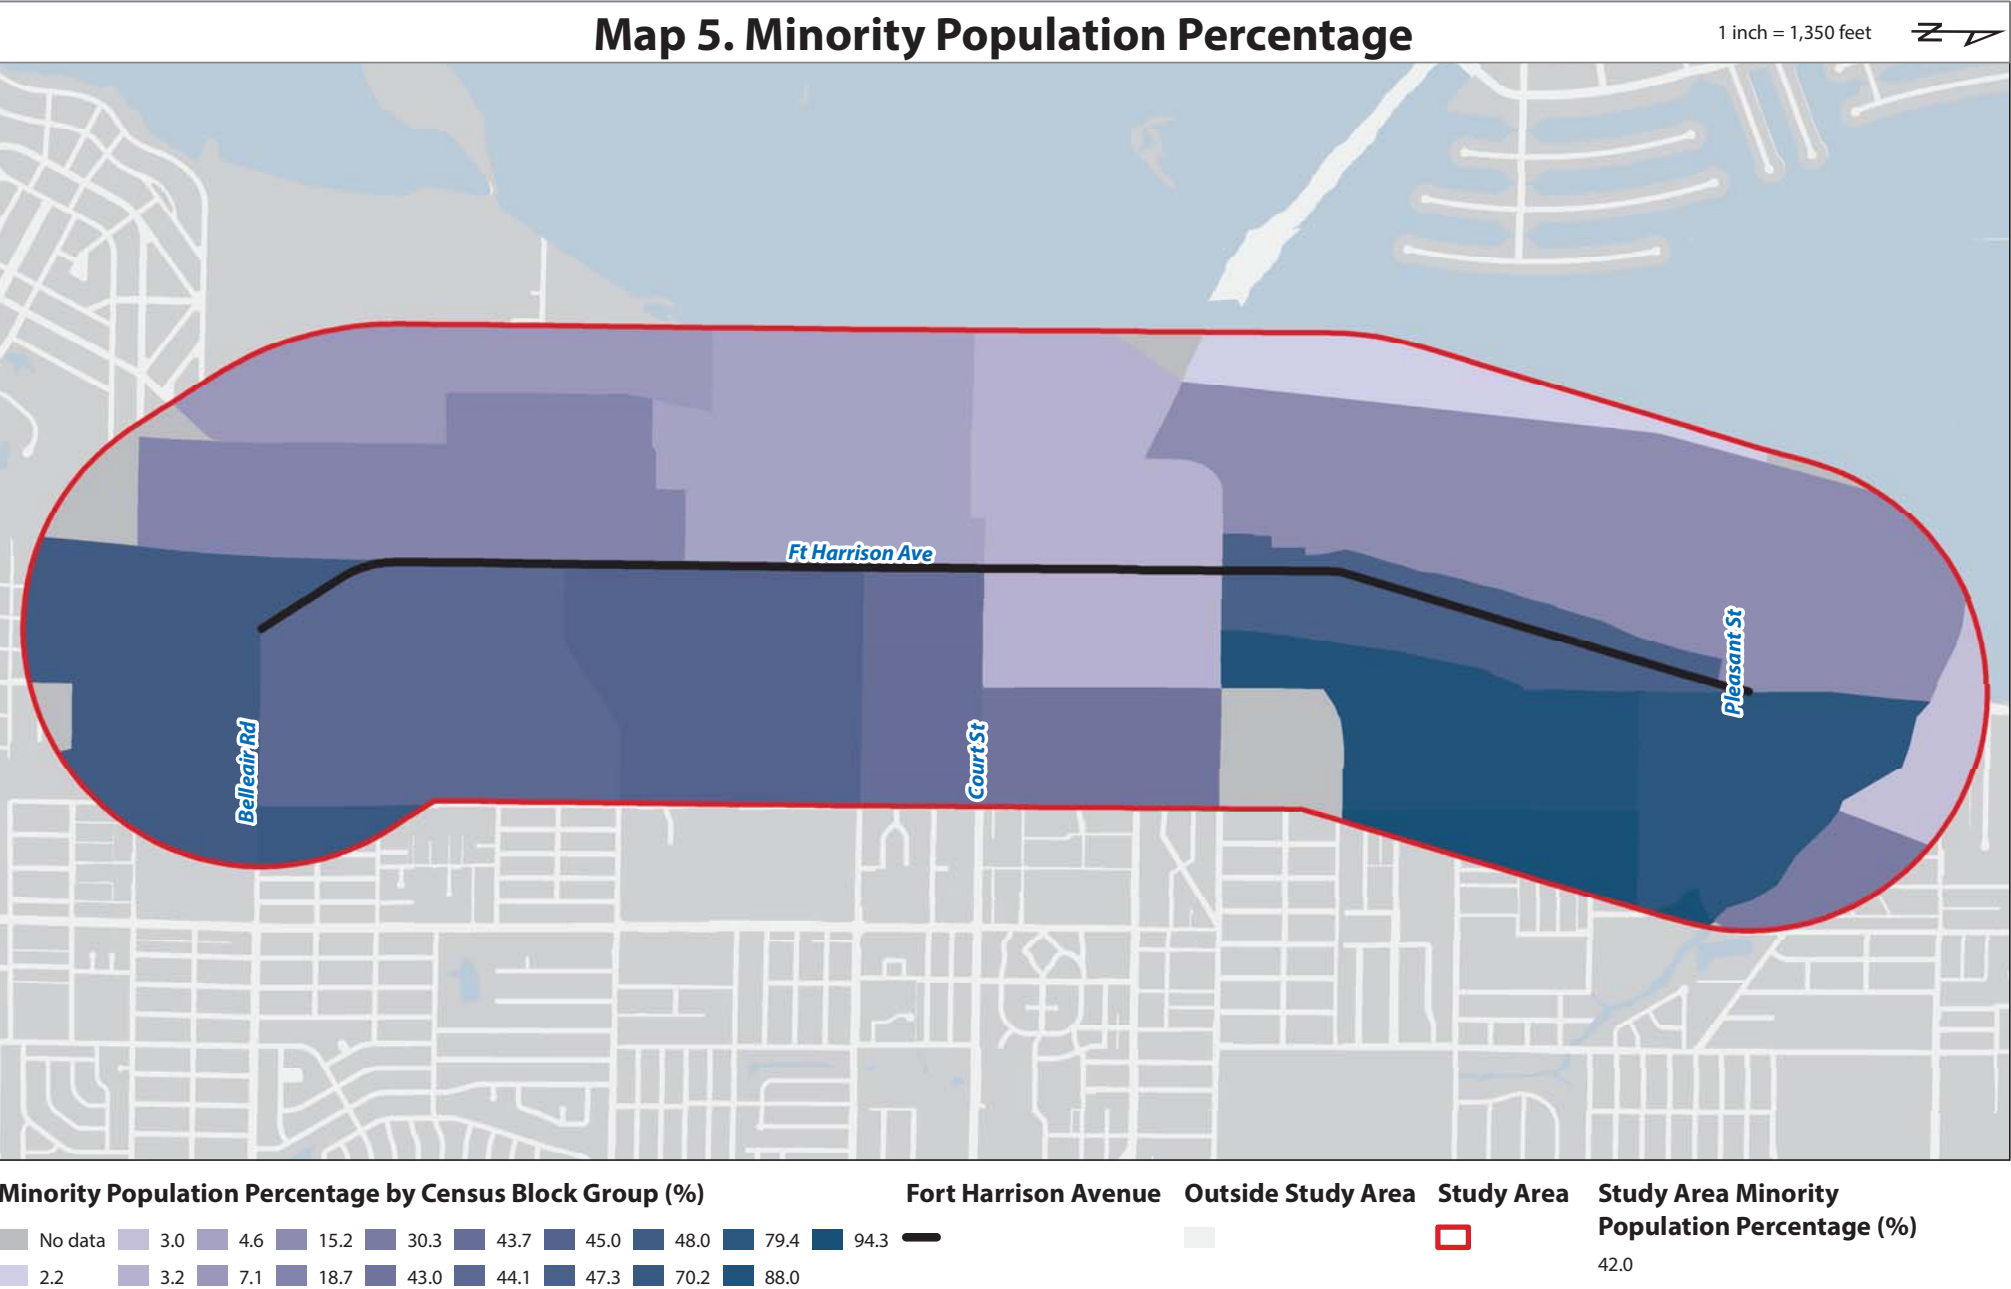 Map 5. Minority Population Percentage
1 inch = 1,350 feet
N
Ft Harrison Ave
Pleasant St
Belleair Rd
Court St
Minority Population Percentage by Census Block Group (%)
No data 3.0 4.6 15.2 30.3 43.7 45.0 48.0 79.4 94.3
2.2 3.2 7.1 18.7 43.0 44.1 47.3 70.2 88.0
Fort Harrison Avenue
Outside Study Area
Study Area
Study Area Minority
Population Percentage (%)
42.0